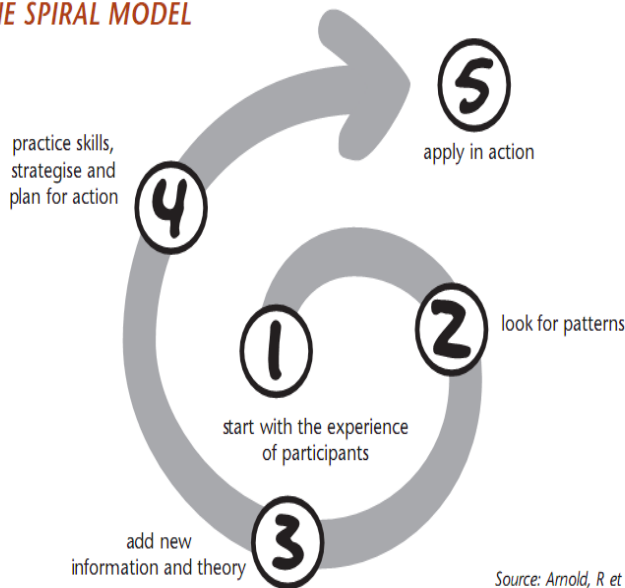 SPIRAL MODEL
5
apply in action
practice skills,
strategise and
plan for action
4
1
start with the experience
of participants
2
look for patterns
3
add new
information and theory
Source: Arnold, R et